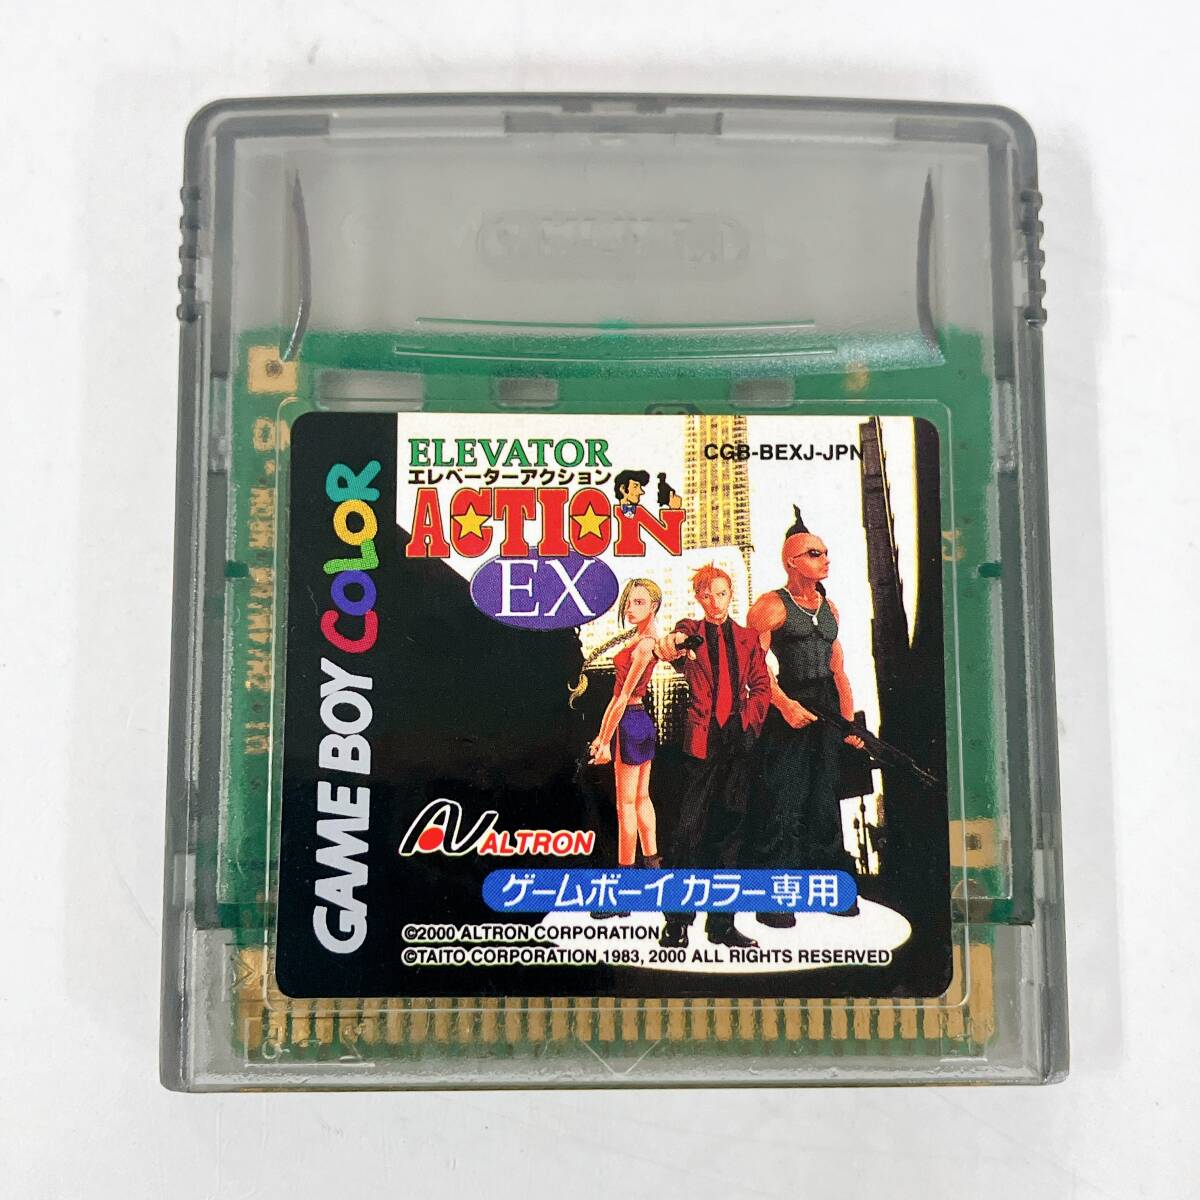 ELEVATOR
エレベーターアクション
ACTION
EX
CGB-BEXJ-JPN
GAME BOY COLOR
ALTRON
ゲームボーイカラー専用
©2000 ALTRON CORPORATION
©TAITO CORPORATION 1983, 2000 ALL RIGHTS RESERVED